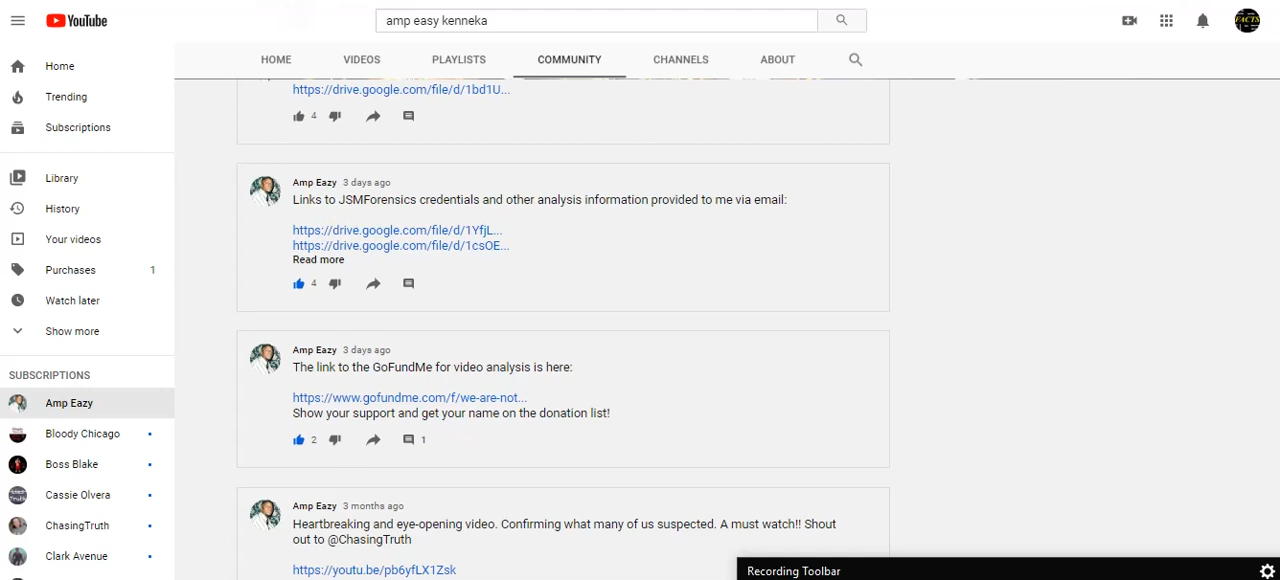 YouTube
amp easy kenneka
FACTS
HOME VIDEOS PLAYLISTS COMMUNITY CHANNELS ABOUT
Home
Trending
Subscriptions
Library
History
Your videos
Purchases 1
Watch later
Show more
SUBSCRIPTIONS
Amp Eazy
Bloody Chicago
Boss Blake
Cassie Olvera
ChasingTruth
Clark Avenue
https://drive.google.com/file/d/1bd1U...
4
Amp Eazy 3 days ago
Links to JSMForensics credentials and other analysis information provided to me via email:
https://drive.google.com/file/d/1YfjL...
https://drive.google.com/file/d/1csOE...
Read more
4
Amp Eazy 3 days ago
The link to the GoFundMe for video analysis is here:
https://www.gofundme.com/f/we-are-not...
Show your support and get your name on the donation list!
2 1
Amp Eazy 3 months ago
Heartbreaking and eye-opening video. Confirming what many of us suspected. A must watch!! Shout
out to @ChasingTruth
https://youtu.be/pb6yfLX1Zsk
Recording Toolbar